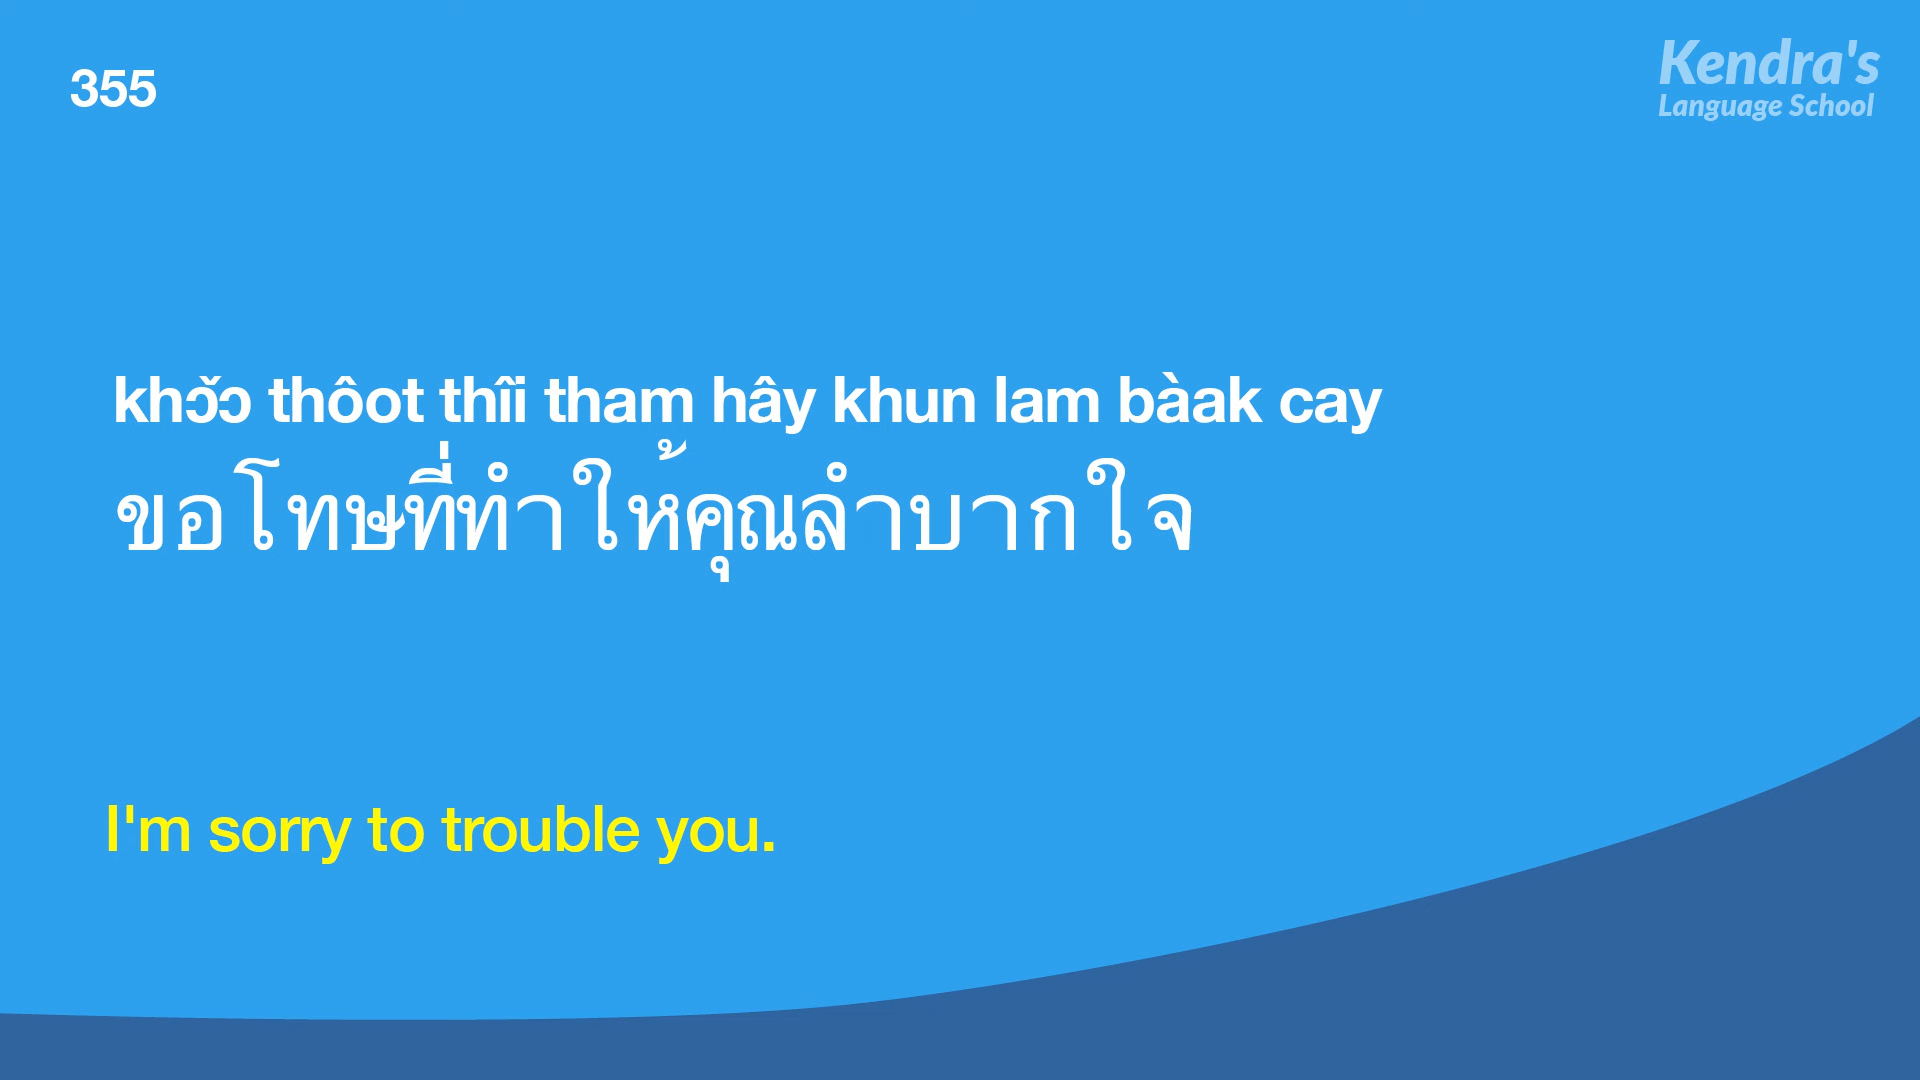 355
Kendra's
Language School
khɔ̌ɔ thôot thîi tham hây khun lam bàak cay
ขอโทษที่ทำให้คุณลำบากใจ
I'm sorry to trouble you.